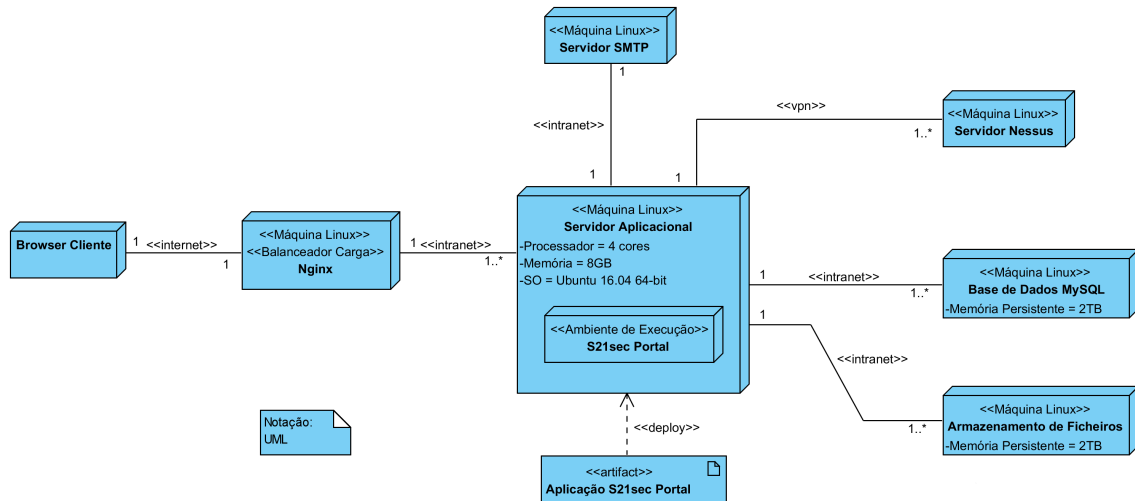 <<Máquina Linux>>
Servidor SMTP
1
<<intranet>>
1
<<vpn>>
<<Máquina Linux>>
Servidor Nessus
1..*
1
Browser Cliente
1
<<internet>>
1
<<Máquina Linux>>
<<Balanceador Carga>>
Nginx
1
<<intranet>>
1..*
<<Máquina Linux>>
Servidor Aplicacional
-Processador = 4 cores
-Memória = 8GB
-SO = Ubuntu 16.04 64-bit
<<Ambiente de Execução>>
S21sec Portal
1
<<intranet>>
1..*
<<Máquina Linux>>
Base de Dados MySQL
-Memória Persistente = 2TB
1
<<intranet>>
1..*
<<Máquina Linux>>
Armazenamento de Ficheiros
-Memória Persistente = 2TB
Notação:
UML
<<deploy>>
<<artifact>>
Aplicação S21sec Portal